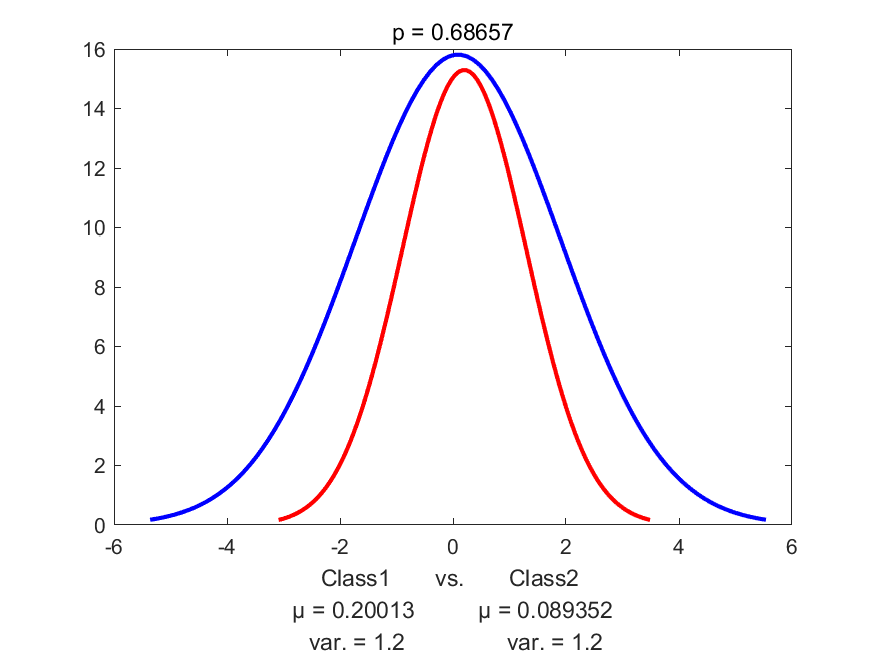 p = 0.68657
16
14
12
10
8
6
4
2
0
-6 -4 -2 0 2 4 6
Class1 vs. Class2
μ = 0.20013 μ = 0.089352
var. = 1.2 var. = 1.2